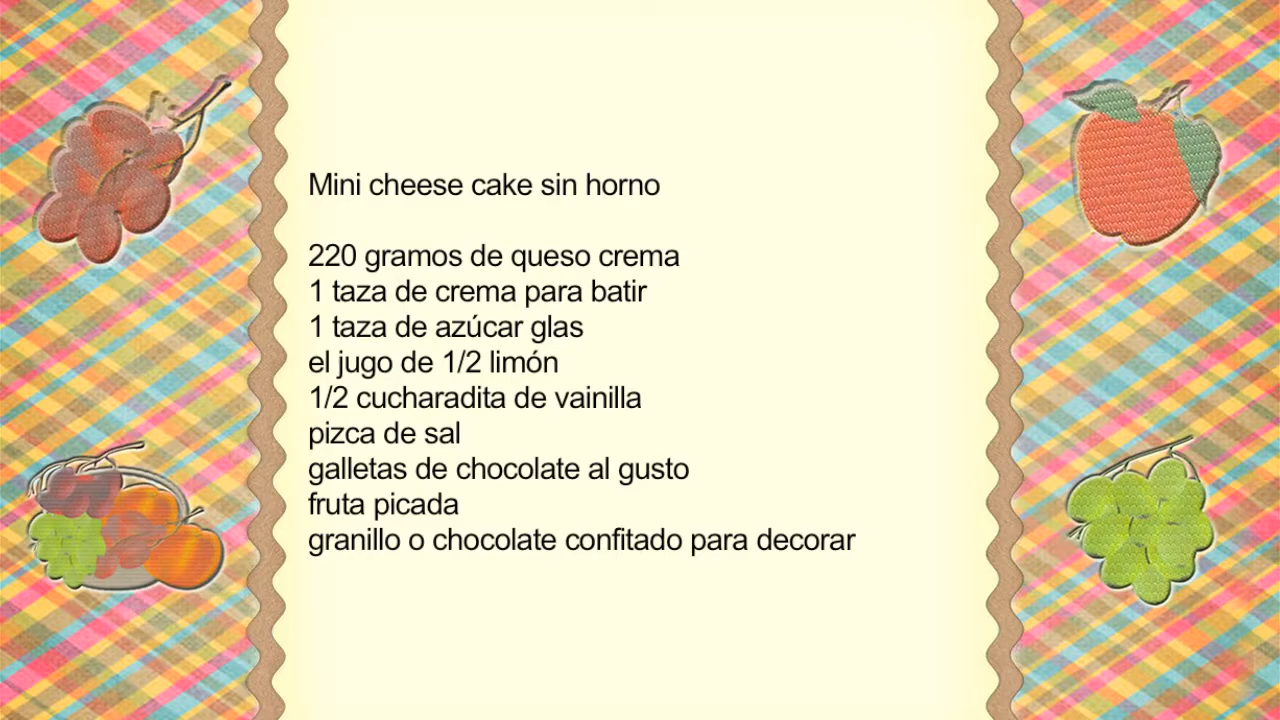 Mini cheese cake sin horno
220 gramos de queso crema
1 taza de crema para batir
1 taza de azúcar glas
el jugo de 1/2 limón
1/2 cucharadita de vainilla
pizca de sal
galletas de chocolate al gusto
fruta picada
granillo o chocolate confitado para decorar